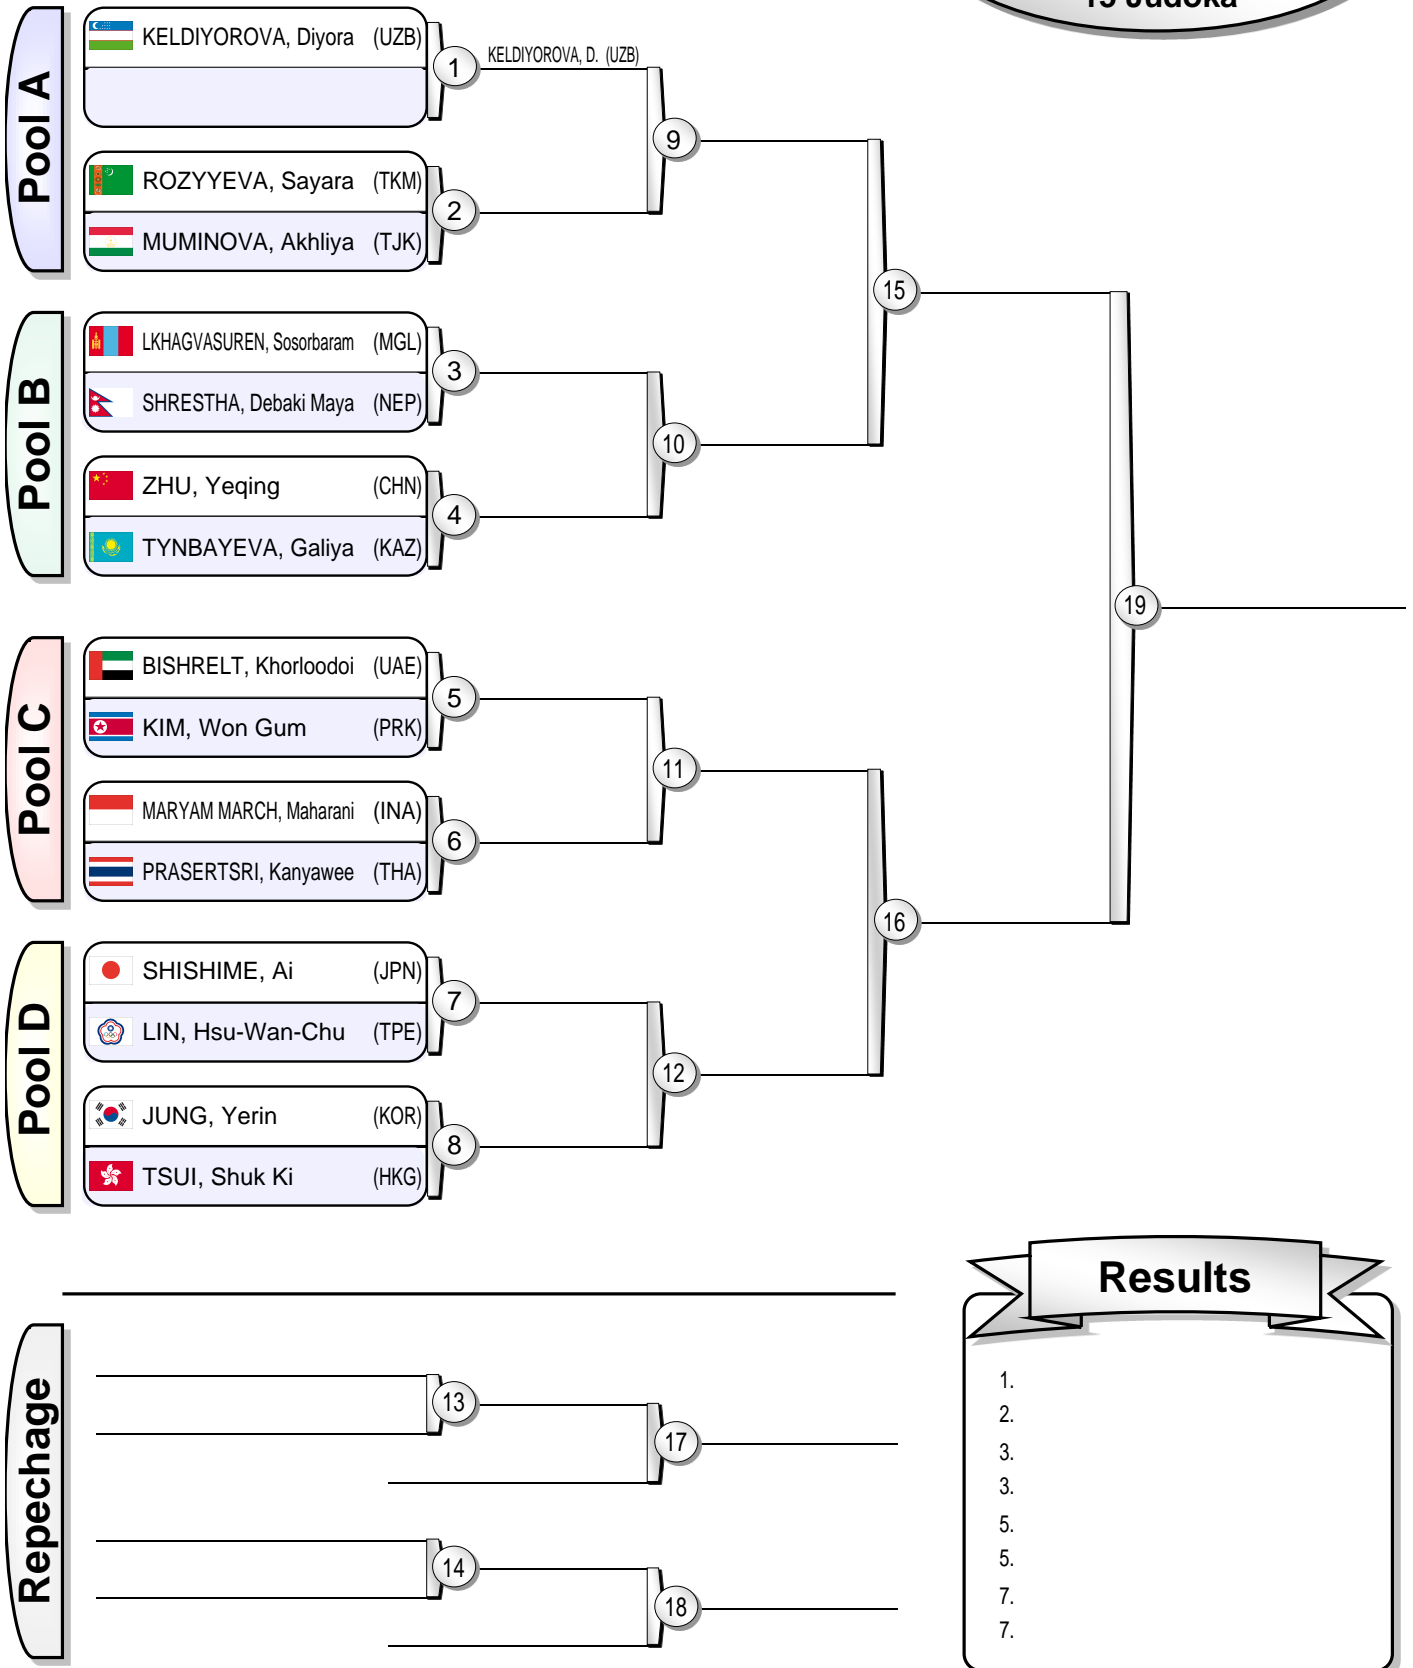 15 Judoka
Pool A
KELDIYOROVA, Diyora (UZB)
1
KELDIYOROVA, D. (UZB)
9
ROZYYEVA, Sayara (TKM)
2
MUMINOVA, Akhliya (TJK)
15
Pool B
LKHAGVASUREN, Sosorbaram (MGL)
3
SHRESTHA, Debaki Maya (NEP)
10
ZHU, Yeqing (CHN)
4
TYNBAYEVA, Galiya (KAZ)
19
Pool C
BISHRELT, Khorloodoi (UAE)
5
KIM, Won Gum (PRK)
11
MARYAM MARCH, Maharani (INA)
6
PRASERTSRI, Kanyawee (THA)
16
Pool D
SHISHIME, Ai (JPN)
7
LIN, Hsu-Wan-Chu (TPE)
12
JUNG, Yerin (KOR)
8
TSUI, Shuk Ki (HKG)
Repechage
13
17
14
18
Results
1.
2.
3.
3.
5.
5.
7.
7.